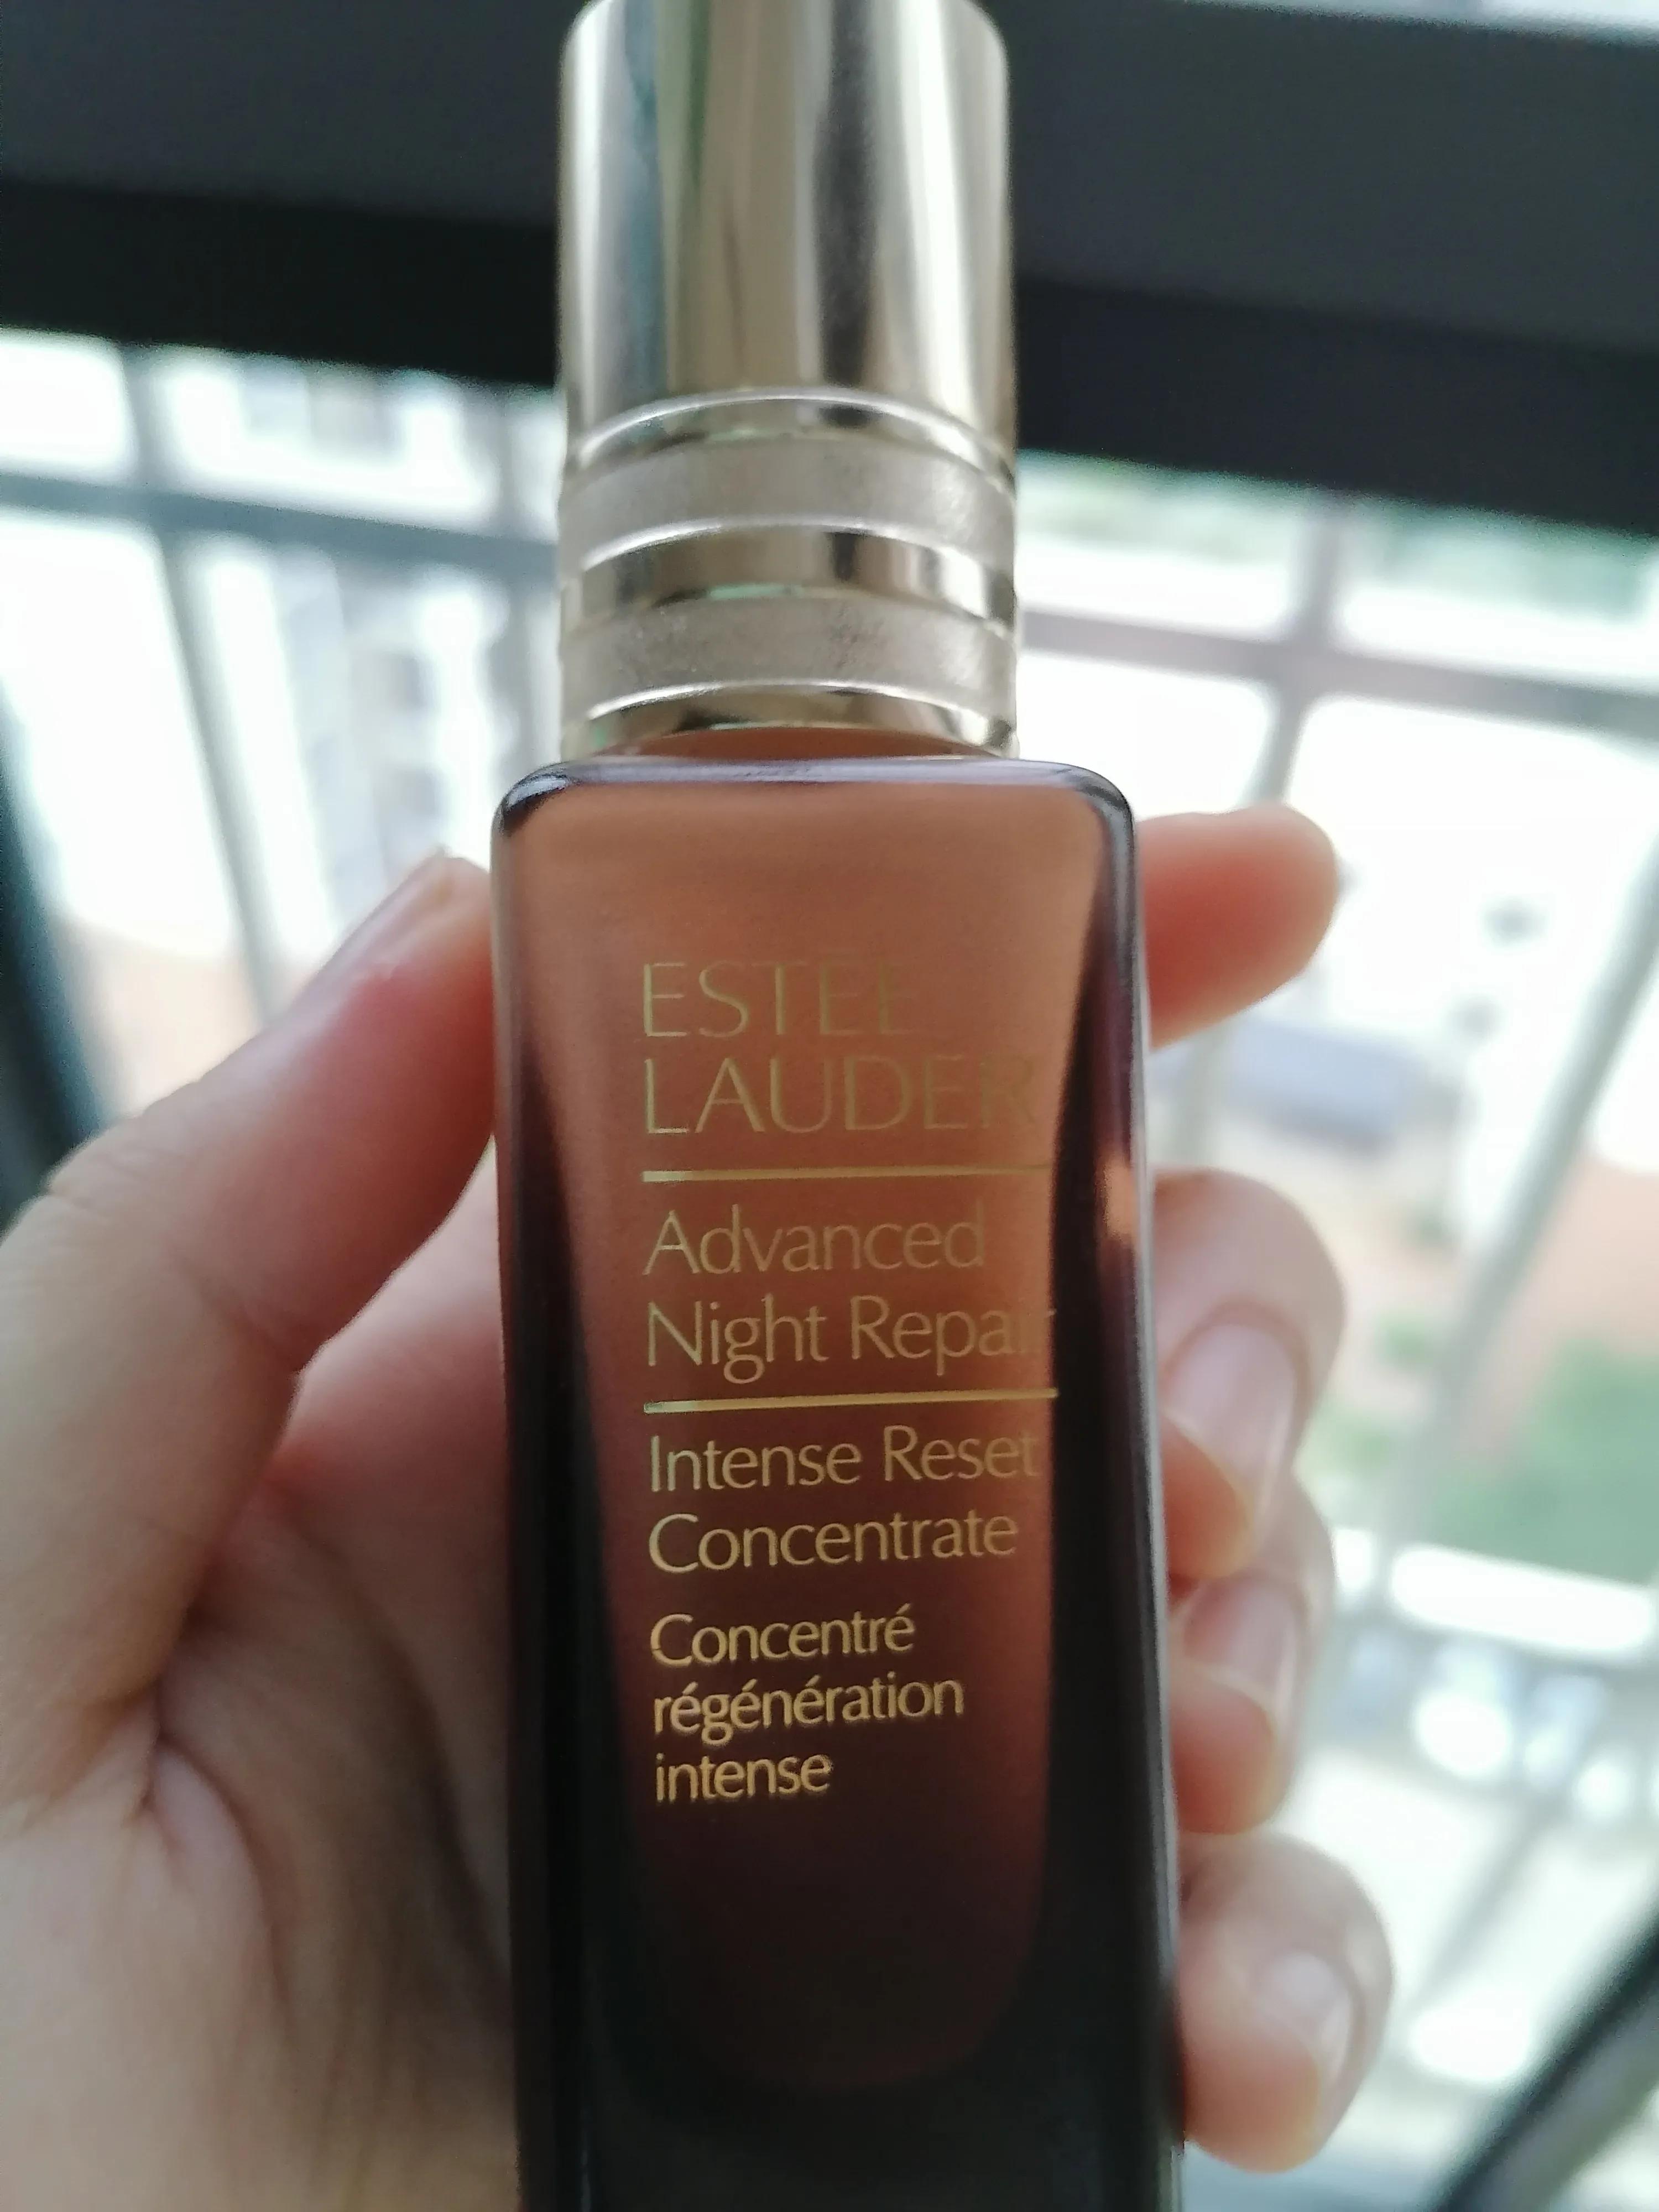 ESTEE
LAUDER
Advanced
Night Repair
Intense Reset
Concentrate
Concentré
régénération
intense